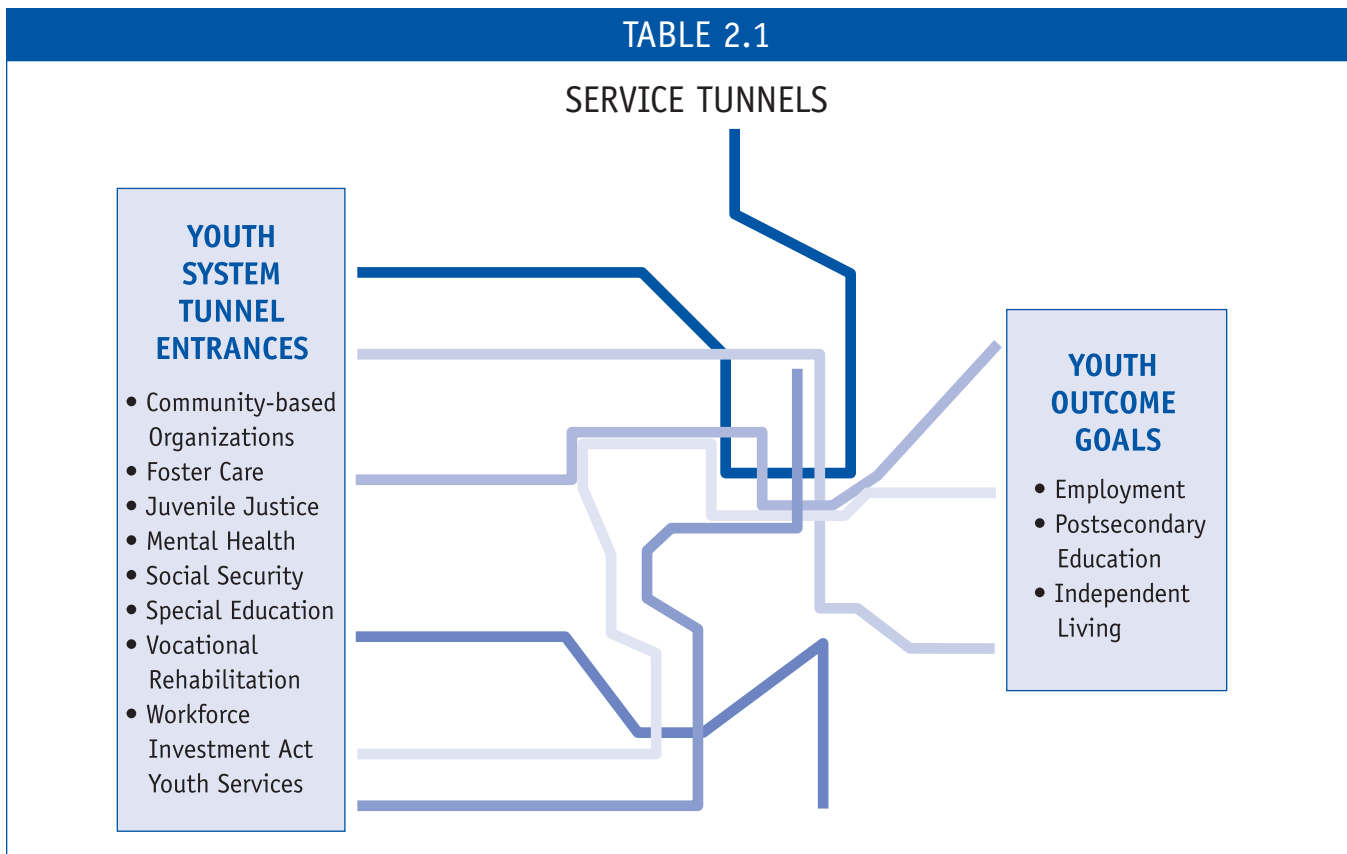 TABLE 2.1
SERVICE TUNNELS
YOUTH
SYSTEM
TUNNEL
ENTRANCES
• Community-based
Organizations
• Foster Care
• Juvenile Justice
• Mental Health
• Social Security
• Special Education
• Vocational
Rehabilitation
• Workforce
Investment Act
Youth Services
YOUTH
OUTCOME
GOALS
• Employment
• Postsecondary
Education
• Independent
Living